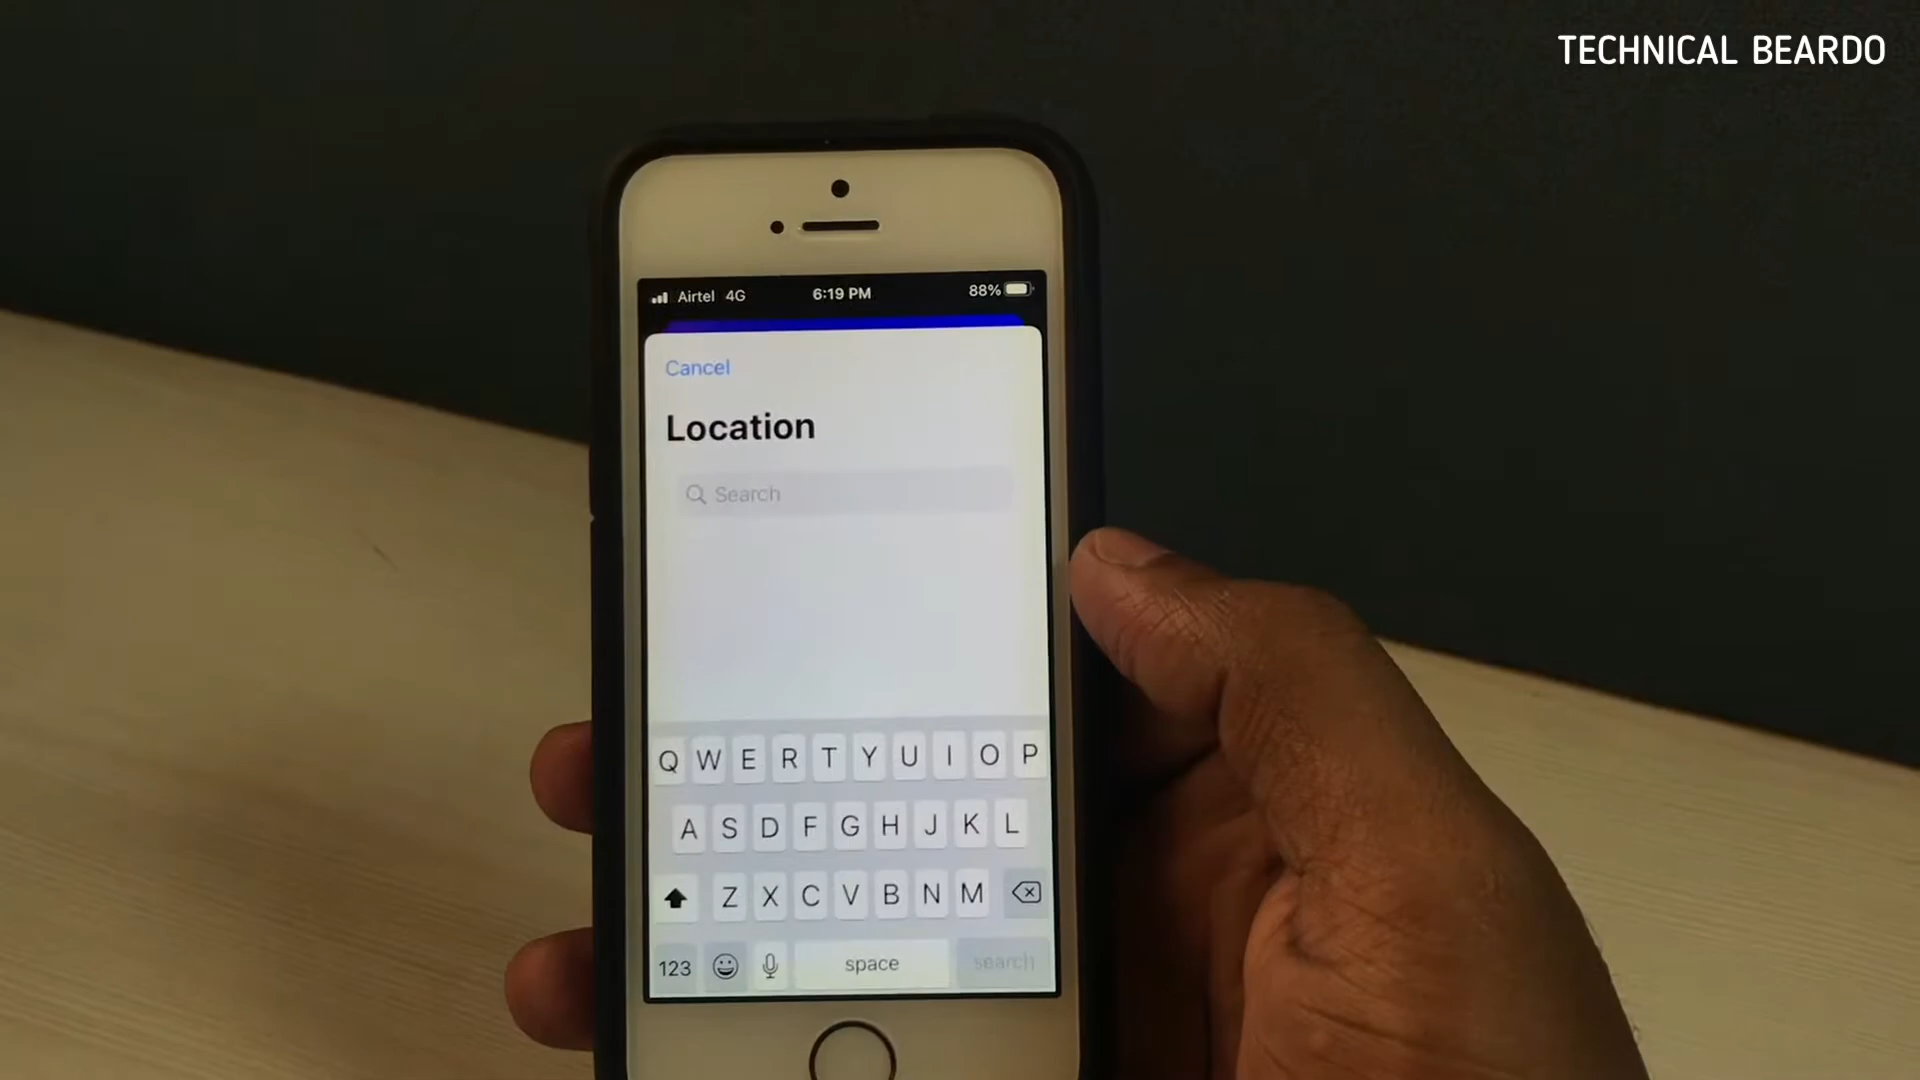 TECHNICAL BEARDO
Airtel 4G 6:19 PM 88%
Cancel
Location
Search
Q W E R T Y U I O P
A S D F G H J K L
Z X C V B N M
123 space search